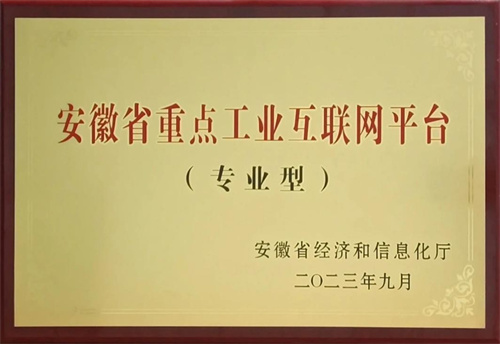 安徽省重点工业互联网平台
（专业型）
安徽省经济和信息化厅
二〇二三年九月